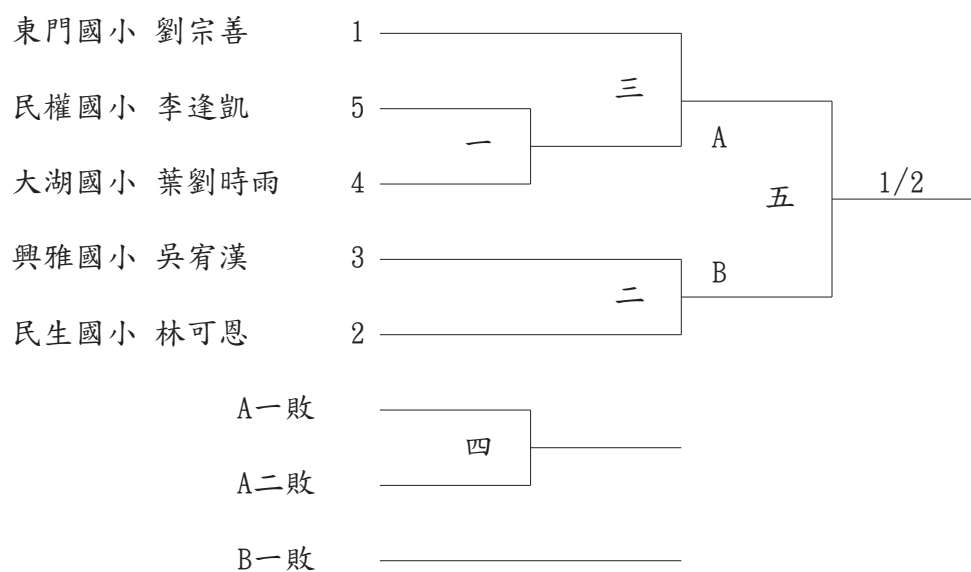 東門國小 劉宗善 1
三
民權國小 李逢凱 5
一
A
大湖國小 葉劉時雨 4
1/2
五
興雅國小 吳宥漢 3
B
二
民生國小 林可恩 2
A一敗
四
A二敗
B一敗